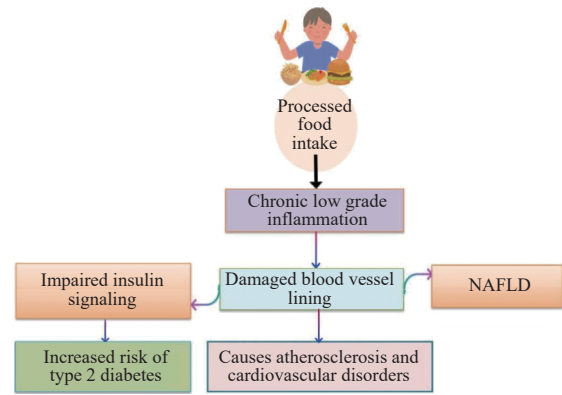 Processed
food
intake
Chronic low grade
inflammation
Impaired insulin
signaling
Damaged blood vessel
lining
NAFLD
Increased risk of
type 2 diabetes
Causes atherosclerosis and
cardiovascular disorders